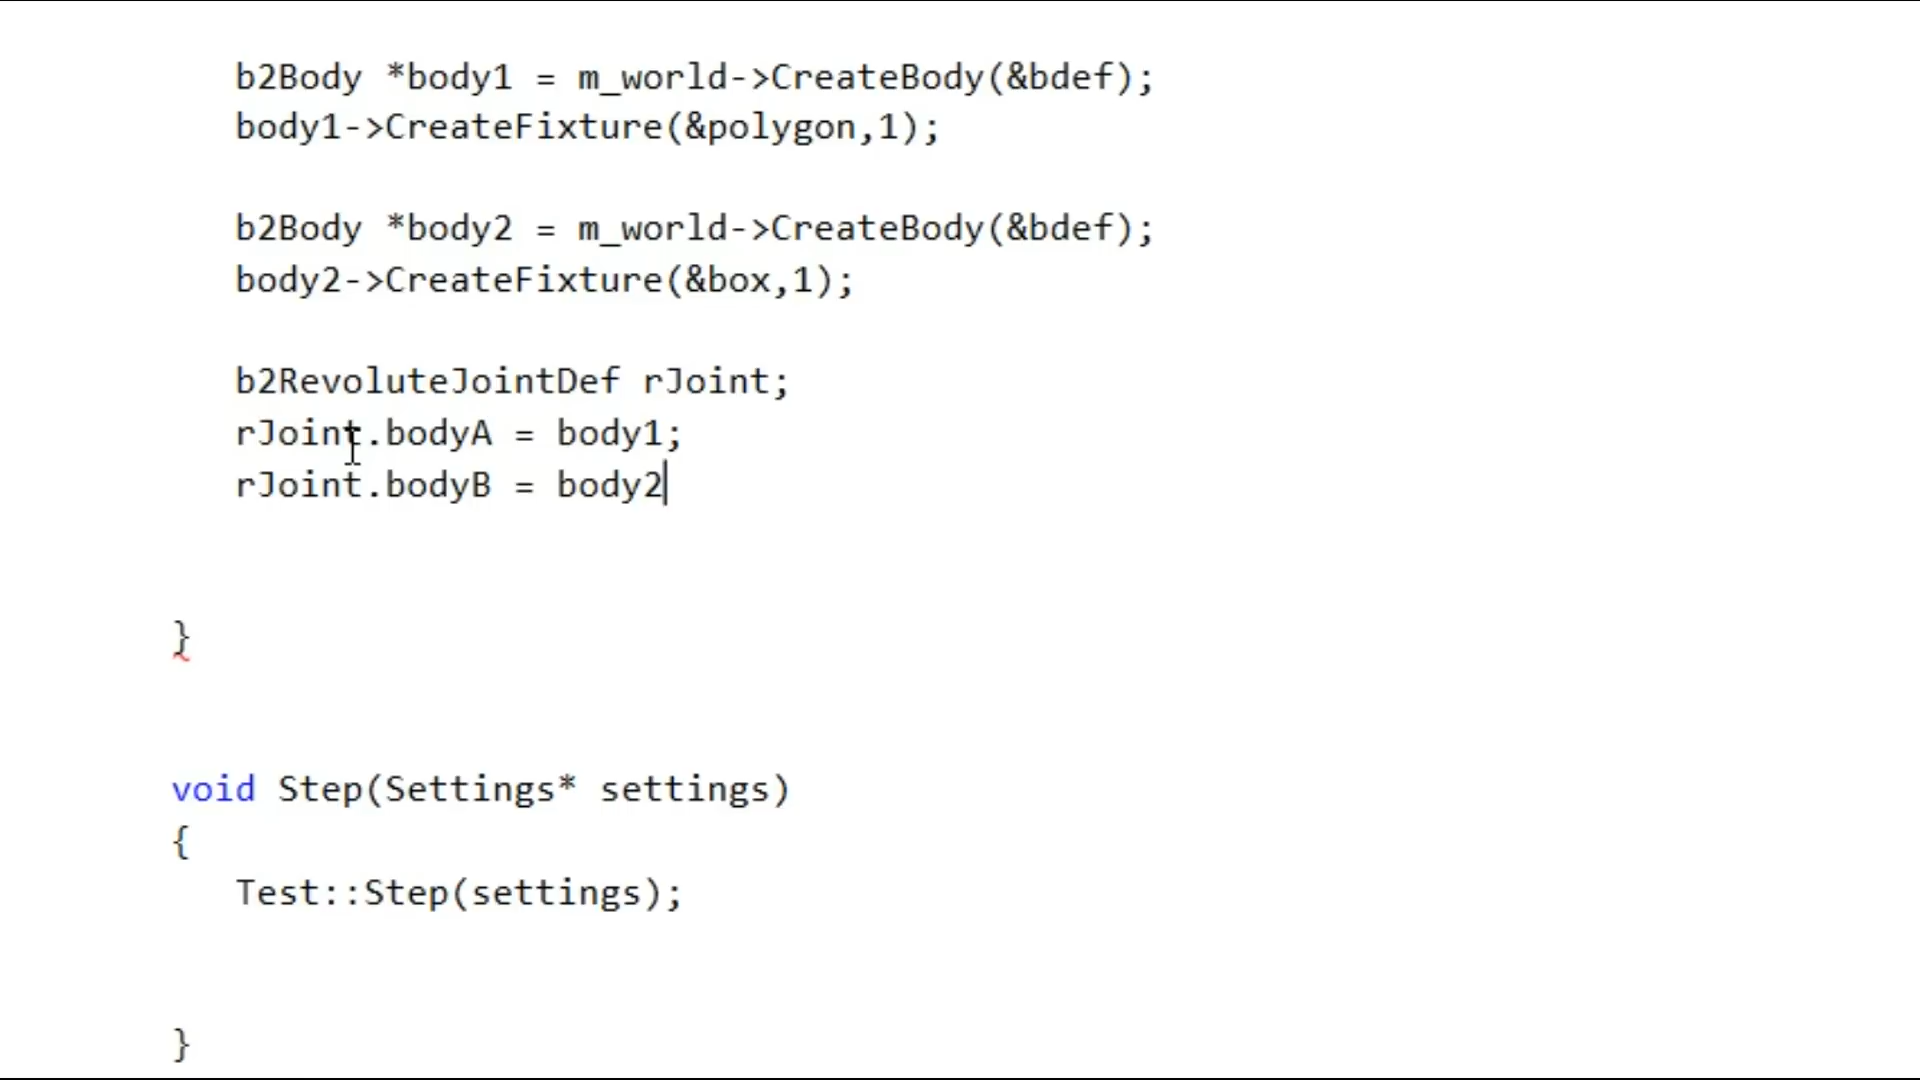 b2Body *body1 = m_world->CreateBody(&bdef);
body1->CreateFixture(&polygon,1);
b2Body *body2 = m_world->CreateBody(&bdef);
body2->CreateFixture(&box,1);
b2RevoluteJointDef rJoint;
rJoint.bodyA = body1;
rJoint.bodyB = body2
}
void Step(Settings* settings)
{
Test::Step(settings);
}